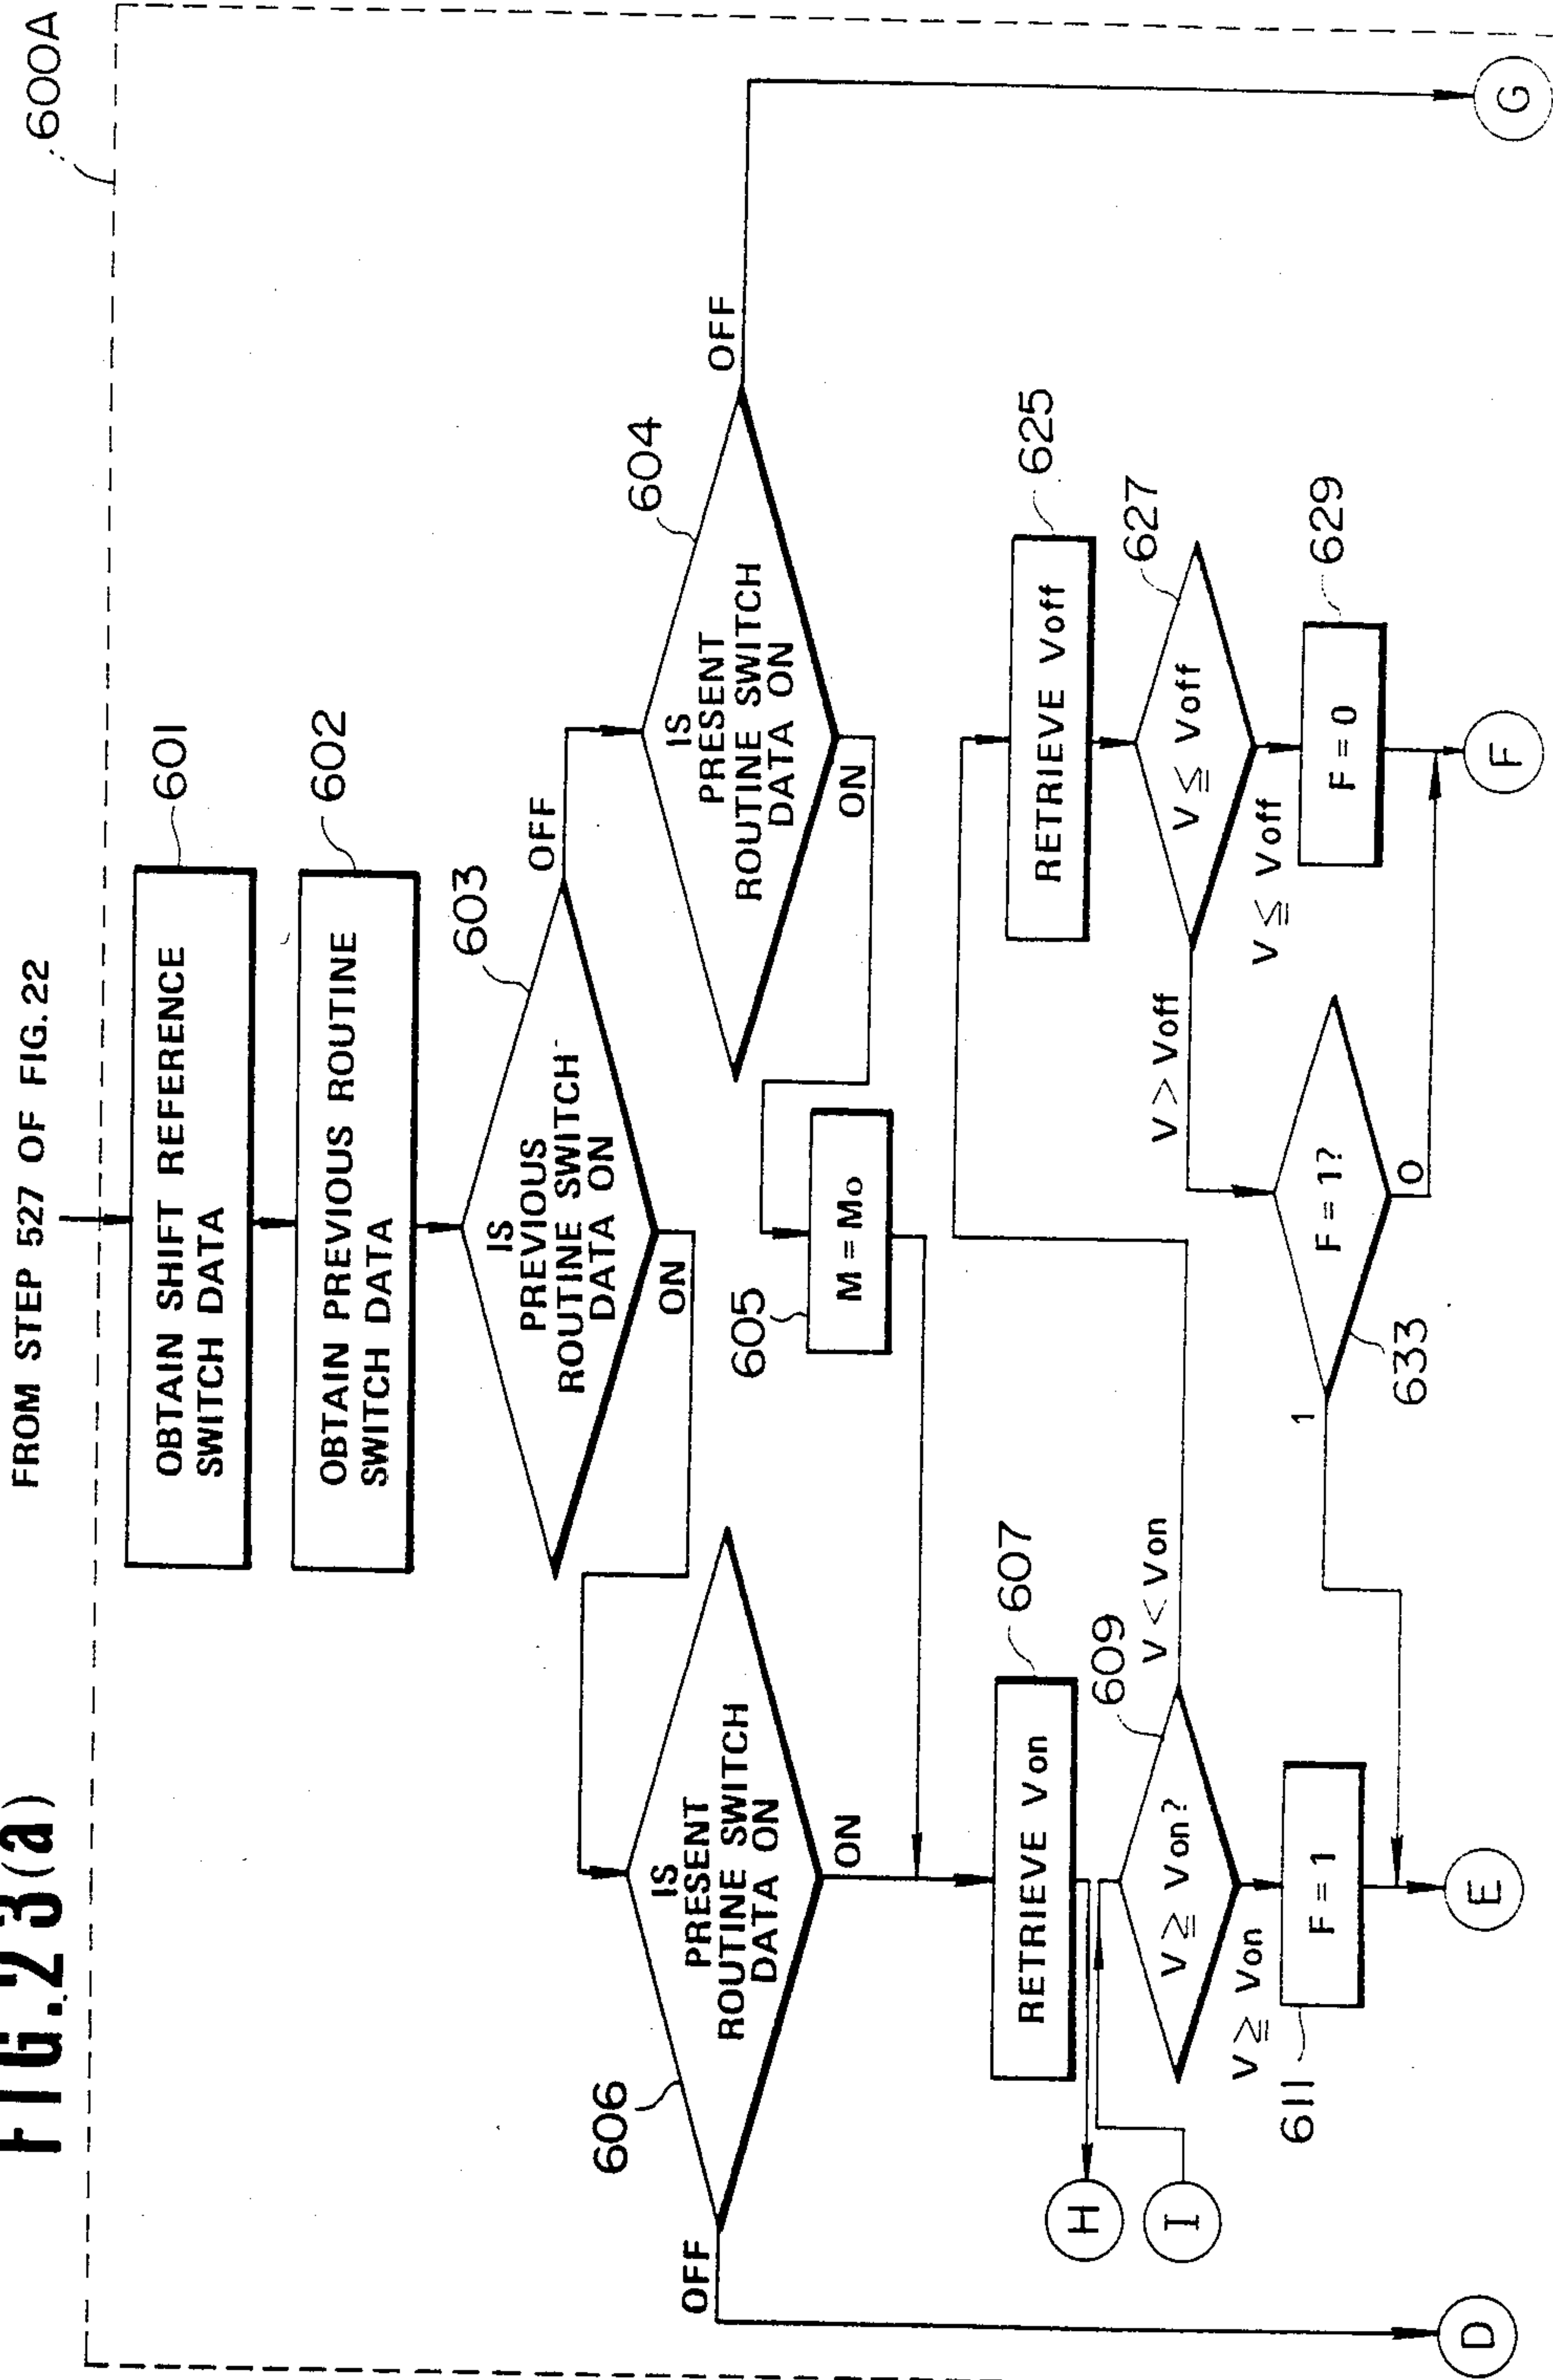 FIG.23(a)
FROM STEP 527 OF FIG.22
600A
OBTAIN SHIFT REFERENCE
SWITCH DATA
601
OBTAIN PREVIOUS ROUTINE
SWITCH DATA
602
603
IS
PREVIOUS
ROUTINE SWITCH
DATA ON
OFF
ON
604
IS
PRESENT
ROUTINE SWITCH
DATA ON
OFF
ON
606
IS
PRESENT
ROUTINE SWITCH
DATA ON
OFF
ON
605
M = Mo
607
RETRIEVE Von
H
I
609
V ≧ Von?
V < Von
V ≧ Von
611
F = 1
625
RETRIEVE Voff
627
V ≦ Voff
V > Voff
V ≦ Voff
629
F = 0
633
F = 1?
1
0
D
E
F
G